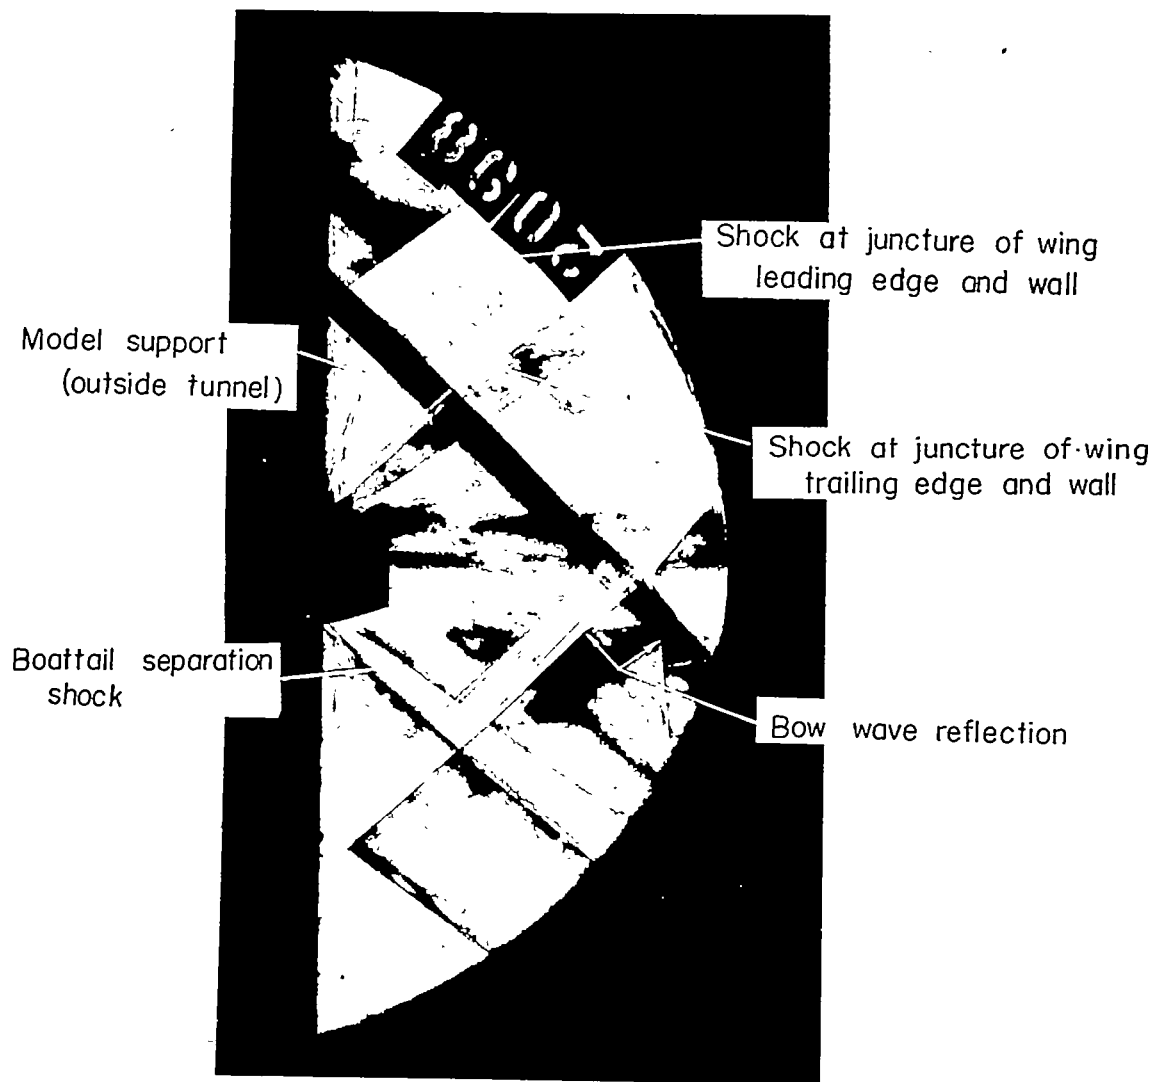 Shock at juncture of wing
leading edge and wall
Model support
(outside tunnel)
Shock at juncture of wing
trailing edge and wall
Boattail separation
shock
Bow wave reflection